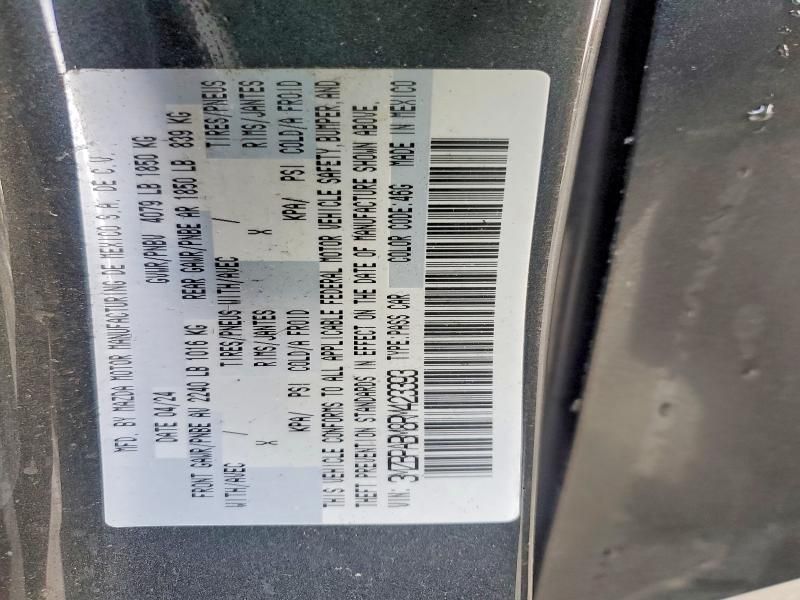 MFD. BY MAZDA MOTOR MANUFACTURING DE MEXICO S.A. DE C.V.
DATE 04/24 GVWR/PNBV 4079 LB 1850 KG
FRONT GAWR/PNBE AV 2240 LB 1016 KG REAR GAWR/PNBE AR 1850 LB 839 KG
WITH/AVEC / TIRES/PNEUS WITH/AVEC / TIRES/PNEUS
X RIMS/JANTES X RIMS/JANTES
KPA/ PSI COLD/A FROID KPA/ PSI COLD/A FROID
THIS VEHICLE CONFORMS TO ALL APPLICABLE FEDERAL MOTOR VEHICLE SAFETY, BUMPER, AND
THEFT PREVENTION STANDARDS IN EFFECT ON THE DATE OF MANUFACTURE SHOWN ABOVE.
VIN: TYPE:PASS CAR COLOR CODE:46G MADE IN MEXICO